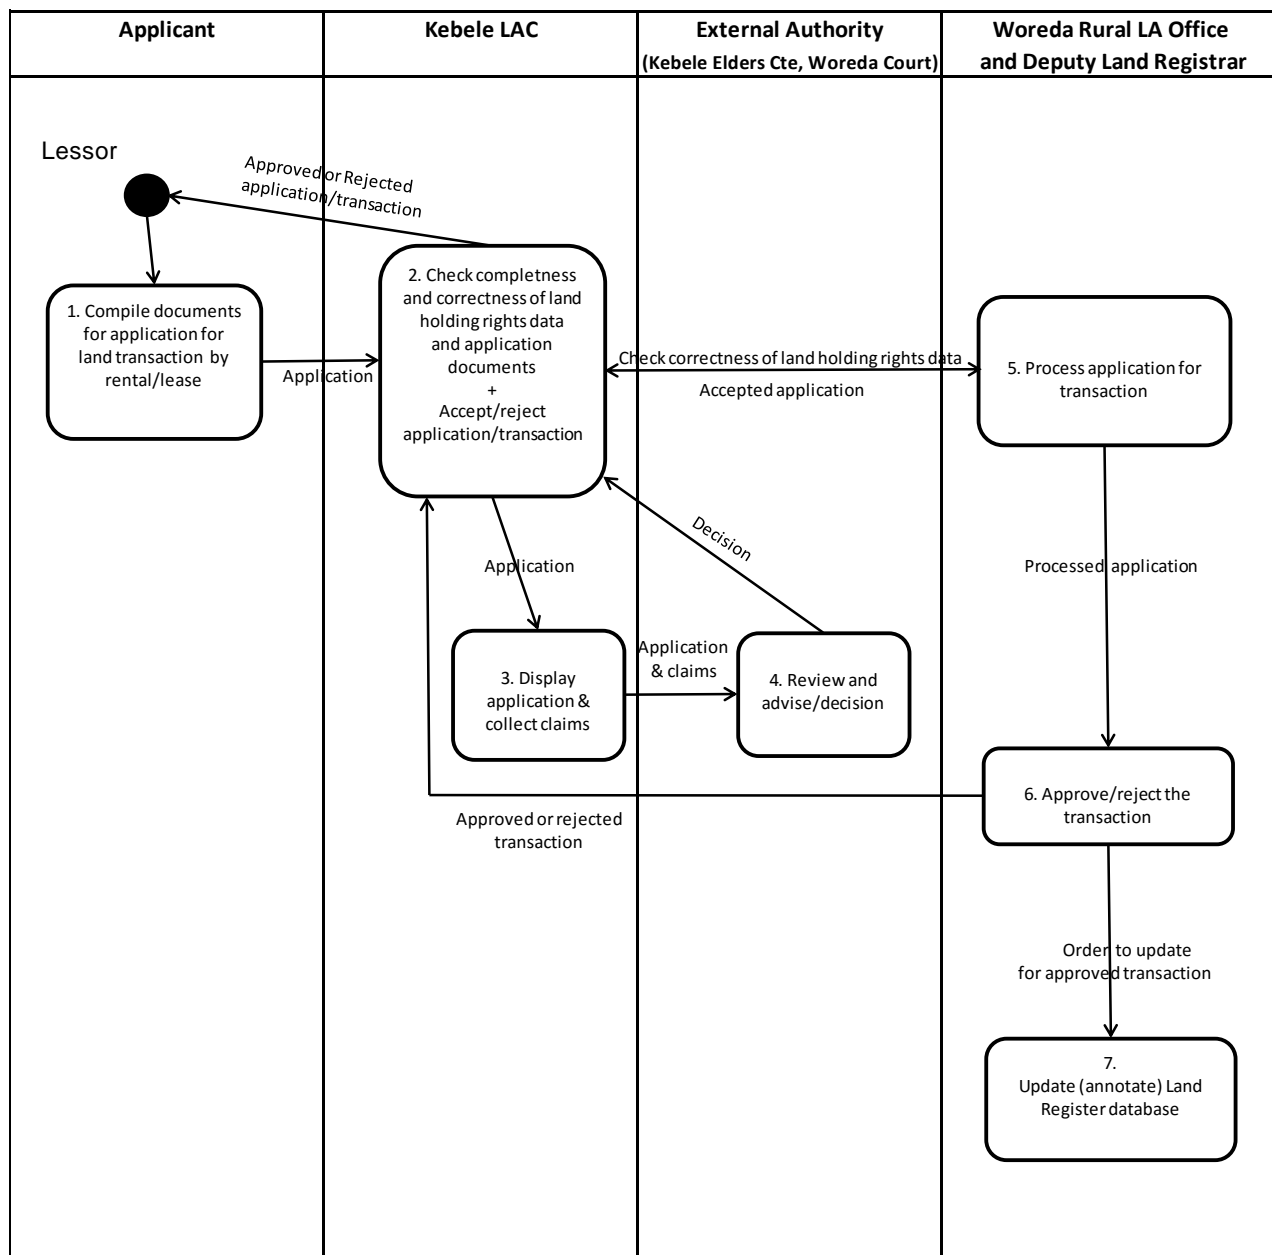 Applicant
Kebele LAC
External Authority
(Kebele Elders Cte, Woreda Court)
Woreda Rural LA Office
and Deputy Land Registrar
Lessor
Approved or Rejected
application/transaction
1. Compile documents
for application for
land transaction by
rental/lease
Application
2. Check completness
and correctness of land
holding rights data
and application
documents
+
Accept/reject
application/transaction
Check correctness of land holding rights data
Accepted application
5. Process application for
transaction
Decision
Application
Processed application
3. Display
application &
collect claims
Application
& claims
4. Review and
advise/decision
Approved or rejected
transaction
6. Approve/reject the
transaction
Order to update
for approved transaction
7.
Update (annotate) Land
Register database